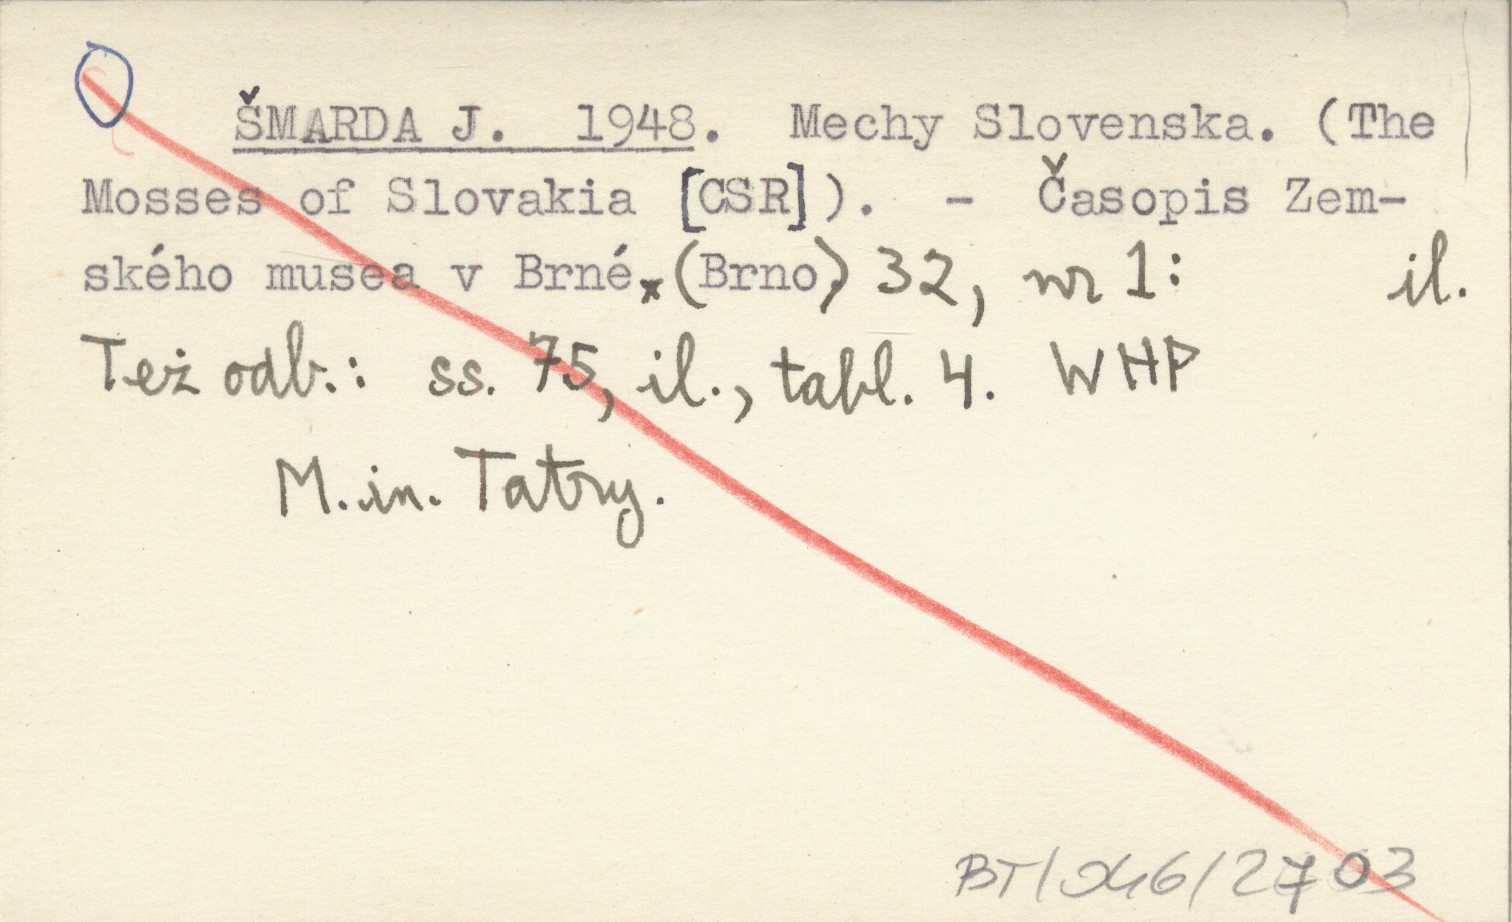 ŠMARDA J. 1948. Mechy Slovenska. (The
Mosses of Slovakia [CSR]). - Časopis Zem-
ského musea v Brné (Brno) 32, nr 1: il.
Też odb.: ss. 75, il., tabl. 4. WHP
M.in. Tatry.
BT/046/2703